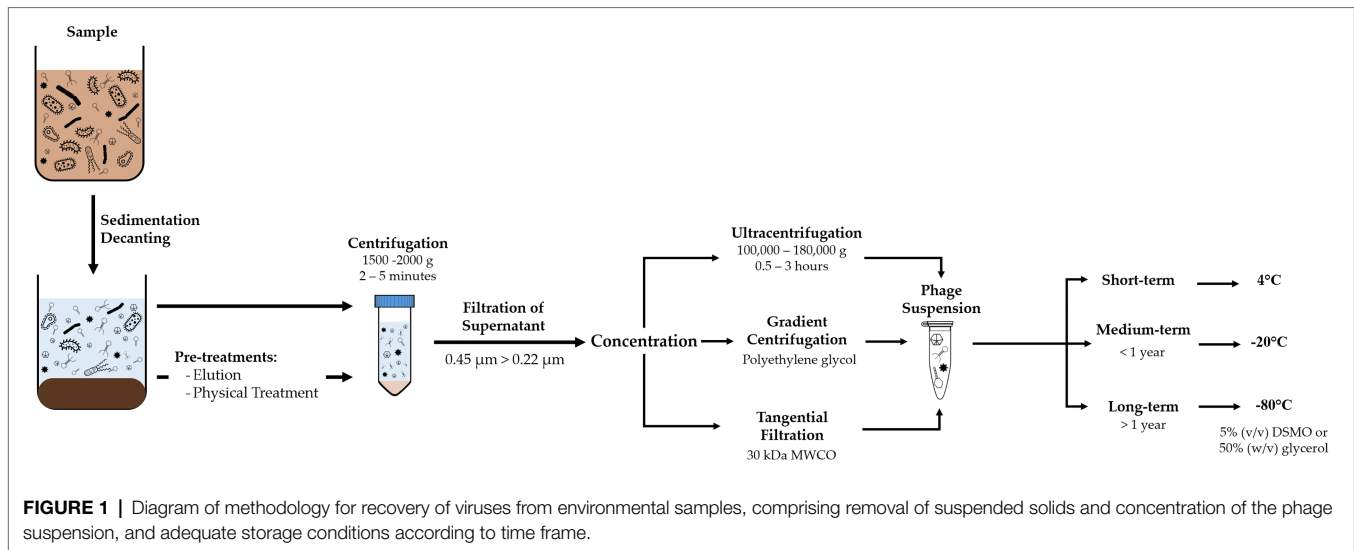 Sample
Sedimentation
Decanting
Pre-treatments:
- Elution
- Physical Treatment
Centrifugation
1500 -2000 g
2 – 5 minutes
Filtration of
Supernatant
0.45 µm > 0.22 µm
Concentration
Ultracentrifugation
100,000 – 180,000 g
0.5 – 3 hours
Gradient
Centrifugation
Polyethylene glycol
Tangential
Filtration
30 kDa MWCO
Phage
Suspension
Short-term
4°C
Medium-term
< 1 year
-20°C
Long-term
> 1 year
-80°C
5% (v/v) DSMO or
50% (w/v) glycerol
FIGURE 1 | Diagram of methodology for recovery of viruses from environmental samples, comprising removal of suspended solids and concentration of the phage
suspension, and adequate storage conditions according to time frame.